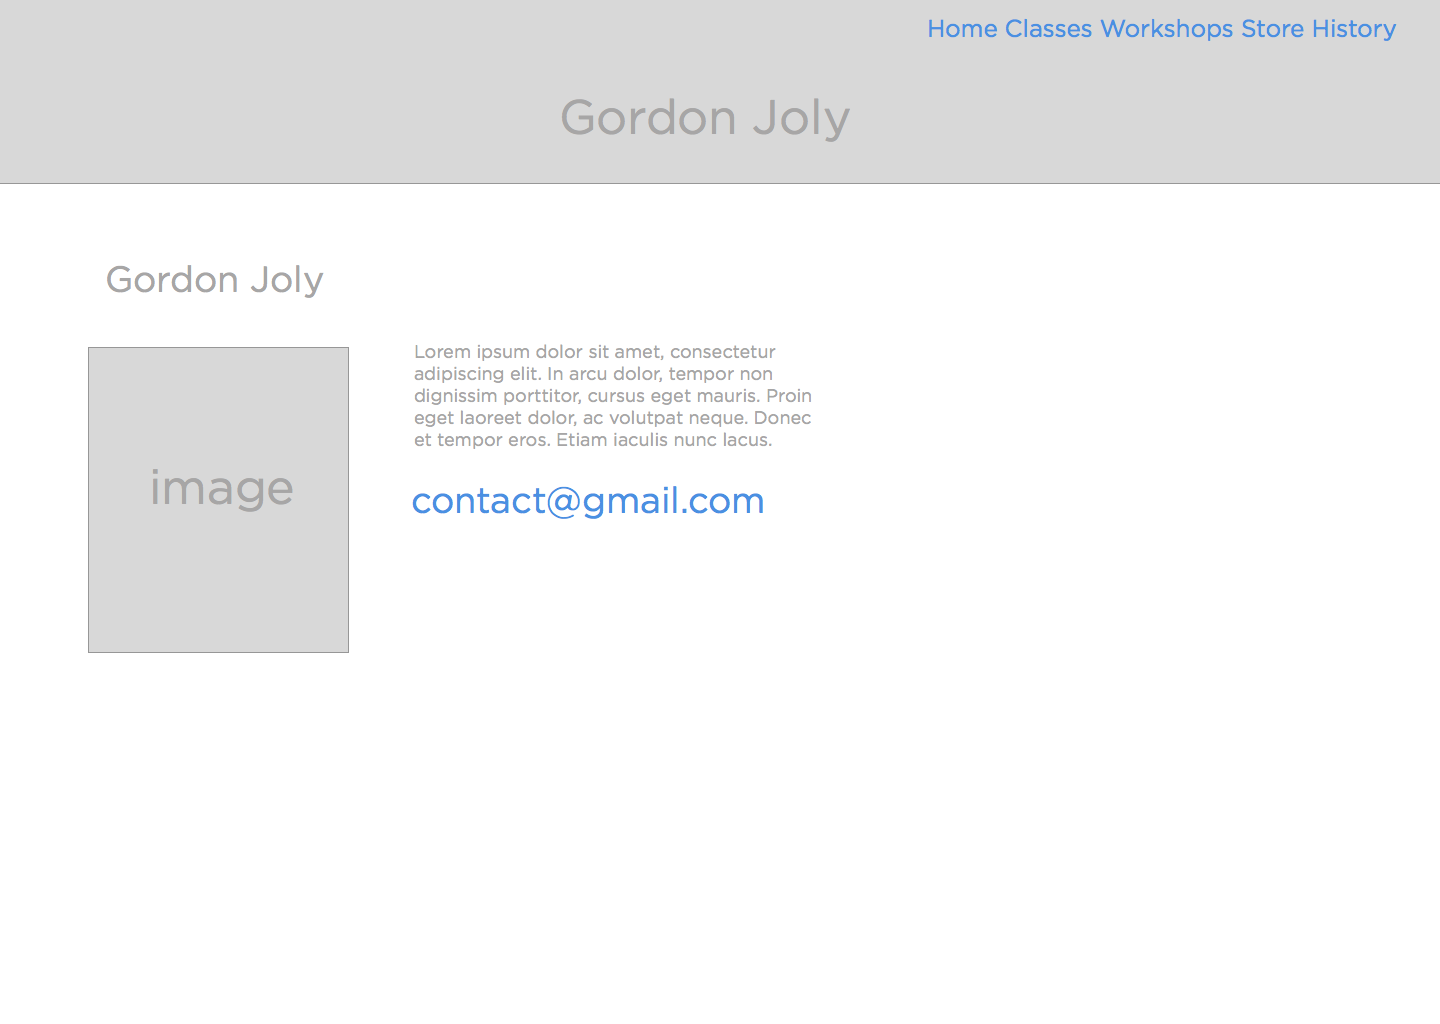 Home Classes Workshops Store History
Gordon Joly
Gordon Joly
image
Lorem ipsum dolor sit amet, consectetur
adipiscing elit. In arcu dolor, tempor non
dignissim porttitor, cursus eget mauris. Proin
eget laoreet dolor, ac volutpat neque. Donec
et tempor eros. Etiam iaculis nunc lacus.
contact@gmail.com